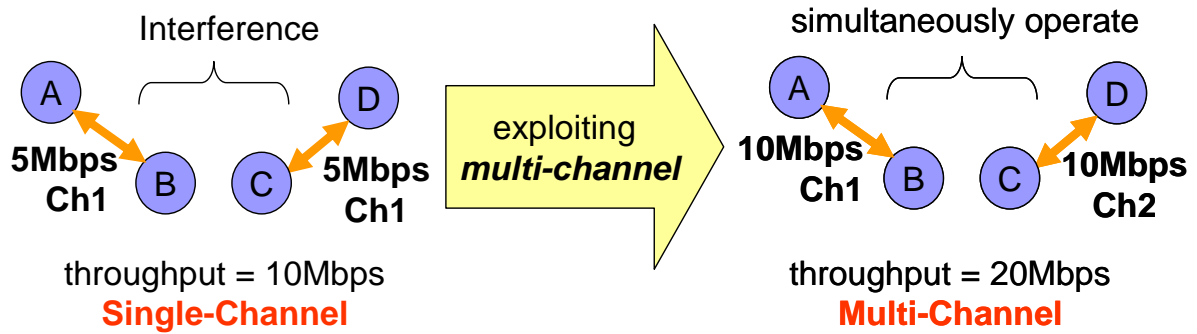 Interference
A
D
5Mbps
Ch1
B
C
5Mbps
Ch1
throughput = 10Mbps
Single-Channel
exploiting
multi-channel
simultaneously operate
A
D
10Mbps
Ch1
B
C
10Mbps
Ch2
throughput = 20Mbps
Multi-Channel